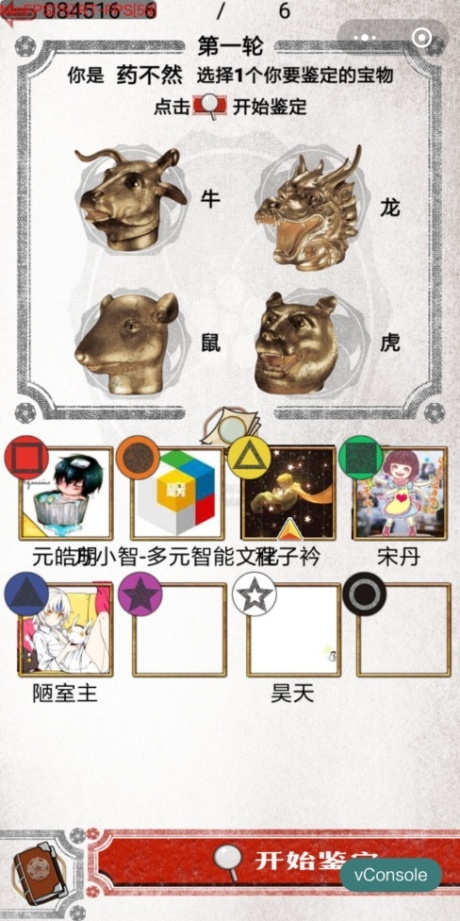 084516 6 / 6
第一轮
你是 药不然 选择1个你要鉴定的宝物
点击 开始鉴定
牛
龙
鼠
虎
宋丹
陋室主
昊天
开始鉴定
vConsole